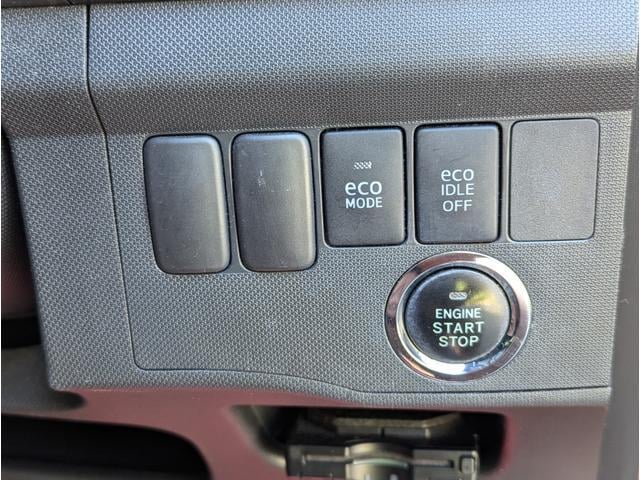 eco
MODE
eco
IDLE
OFF
ENGINE
START
STOP